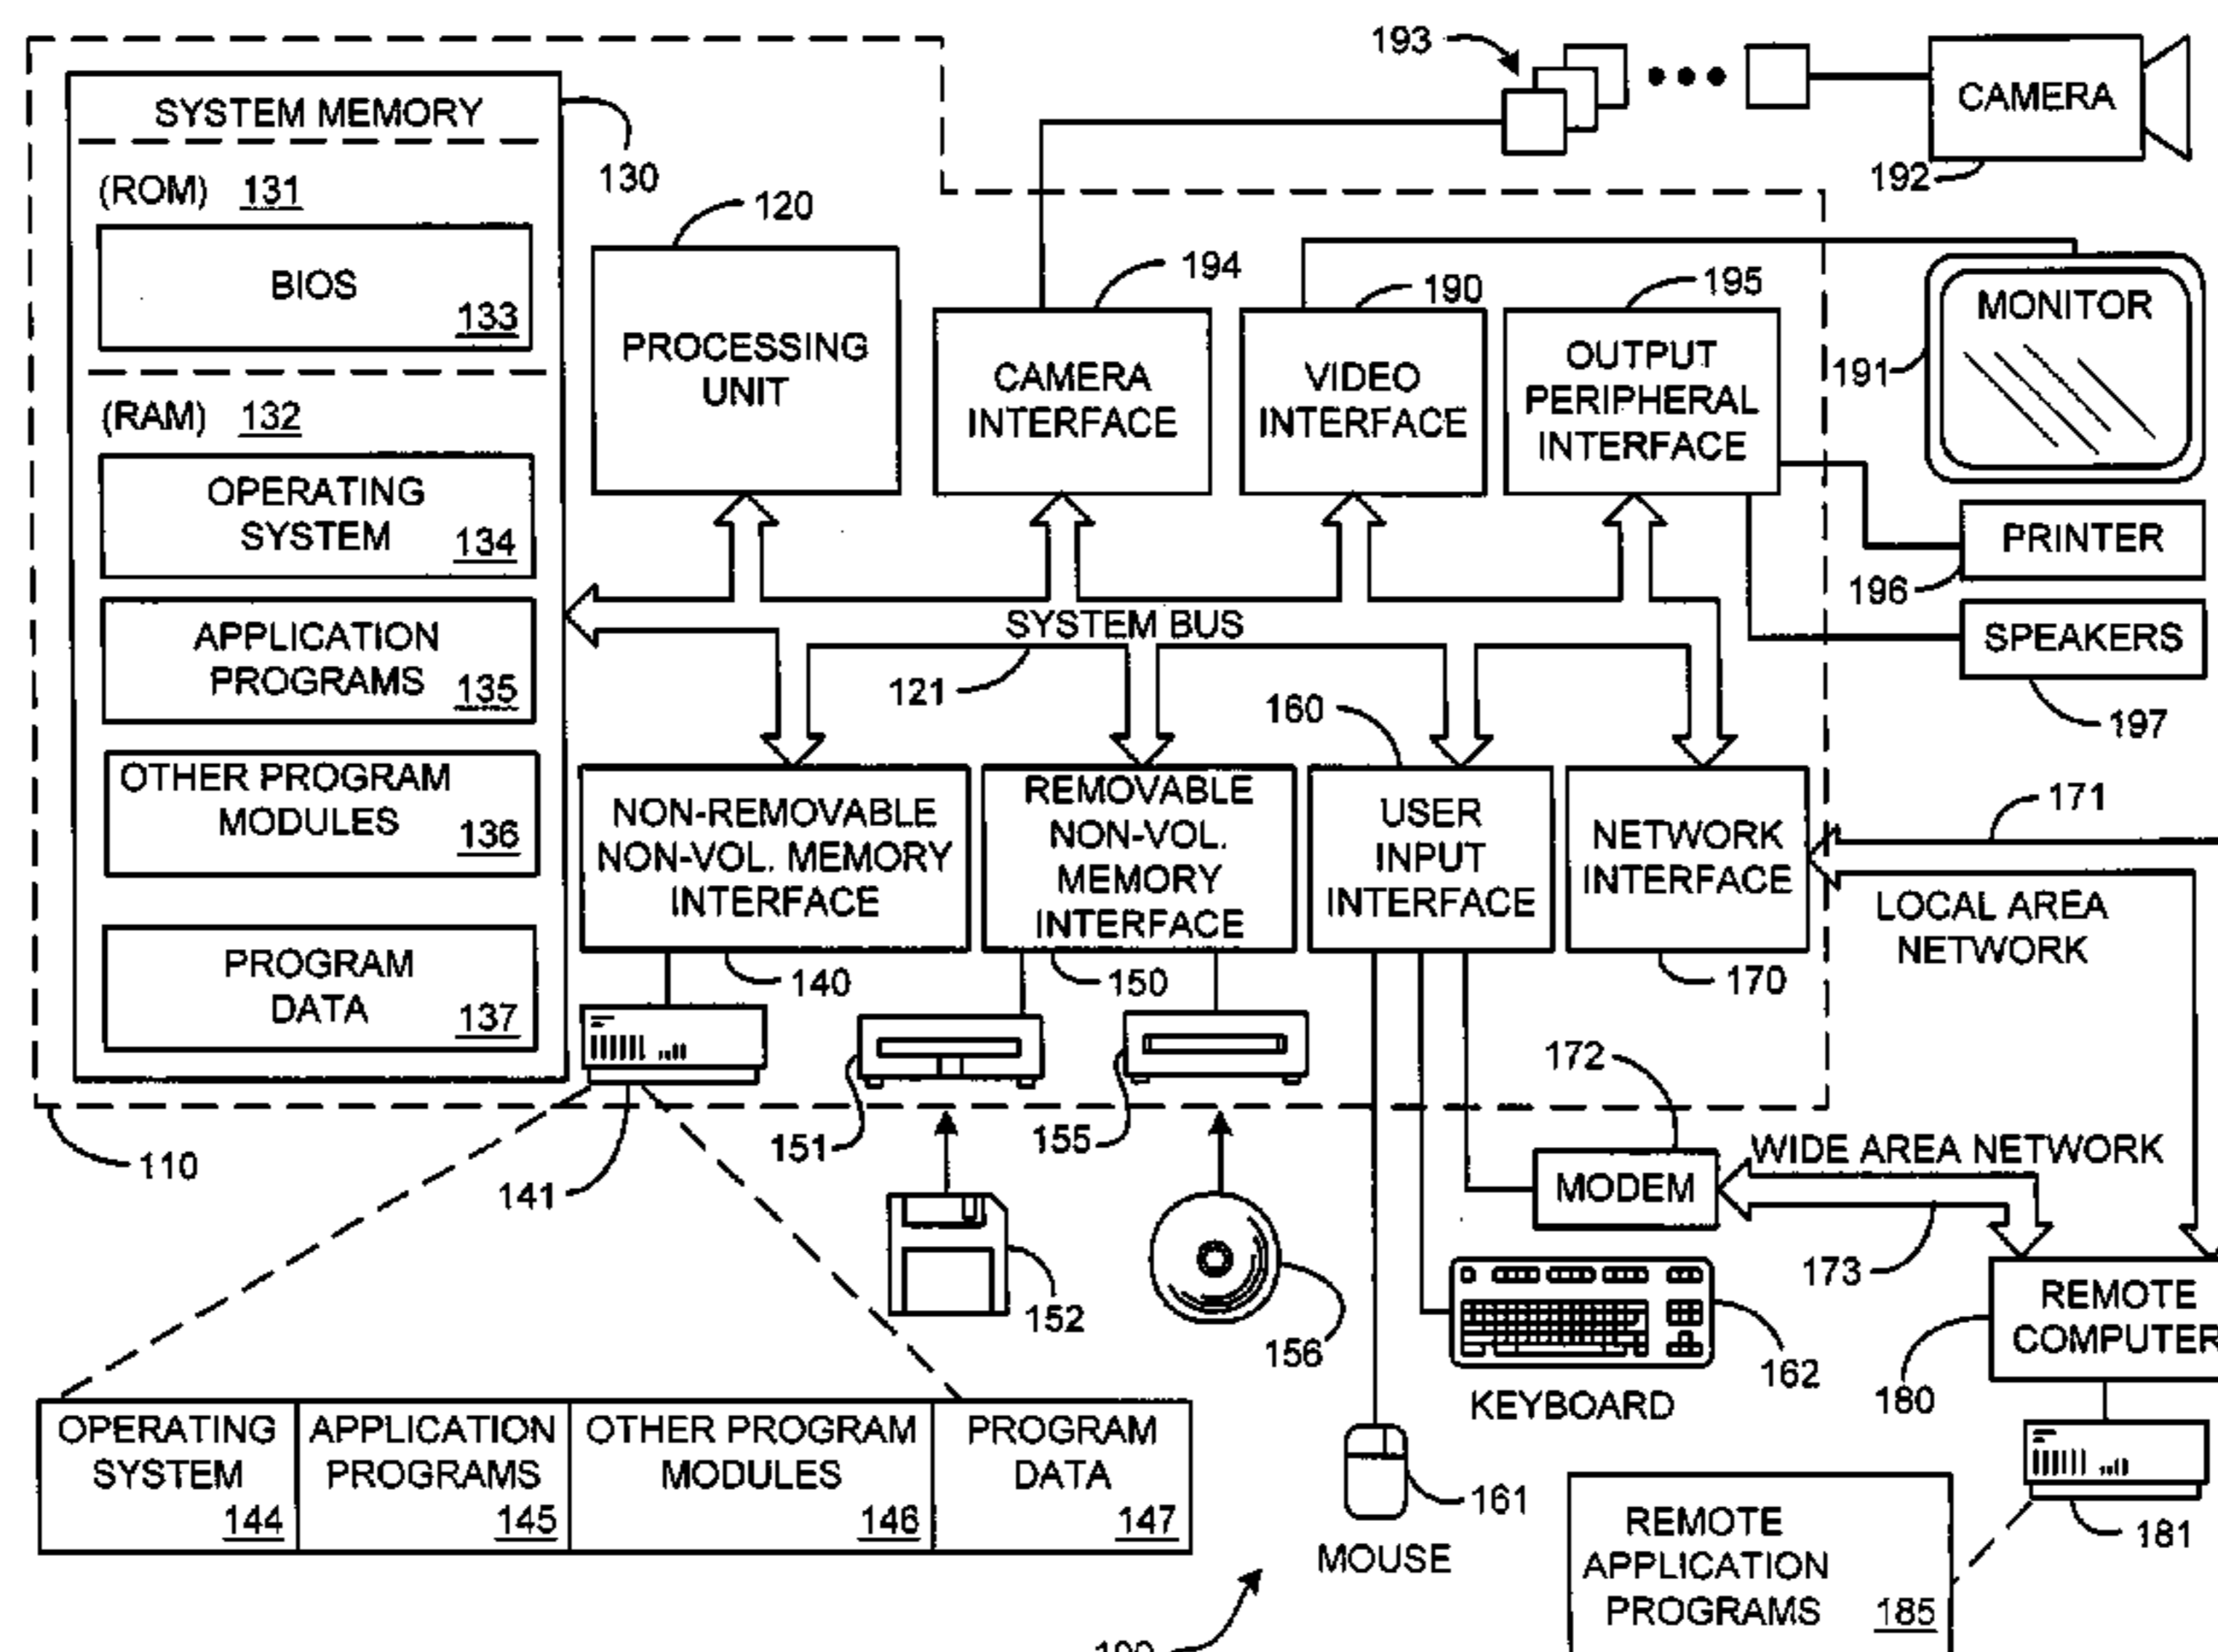 193
CAMERA
192
SYSTEM MEMORY
130
(ROM) 131
BIOS
133
(RAM) 132
OPERATING
SYSTEM
134
APPLICATION
PROGRAMS
135
OTHER PROGRAM
MODULES
136
PROGRAM
DATA
137
120
PROCESSING
UNIT
194
CAMERA
INTERFACE
190
VIDEO
INTERFACE
195
OUTPUT
PERIPHERAL
INTERFACE
191
MONITOR
PRINTER
196
SPEAKERS
197
SYSTEM BUS
121
NON-REMOVABLE
NON-VOL. MEMORY
INTERFACE
140
REMOVABLE
NON-VOL.
MEMORY
INTERFACE
150
160
USER
INPUT
INTERFACE
NETWORK
INTERFACE
170
171
LOCAL AREA
NETWORK
110
141
151
152
155
156
172
MODEM
WIDE AREA NETWORK
173
162
KEYBOARD
161
MOUSE
REMOTE
COMPUTER
180
181
OPERATING
SYSTEM
144
APPLICATION
PROGRAMS
145
OTHER PROGRAM
MODULES
146
PROGRAM
DATA
147
REMOTE
APPLICATION
PROGRAMS
185